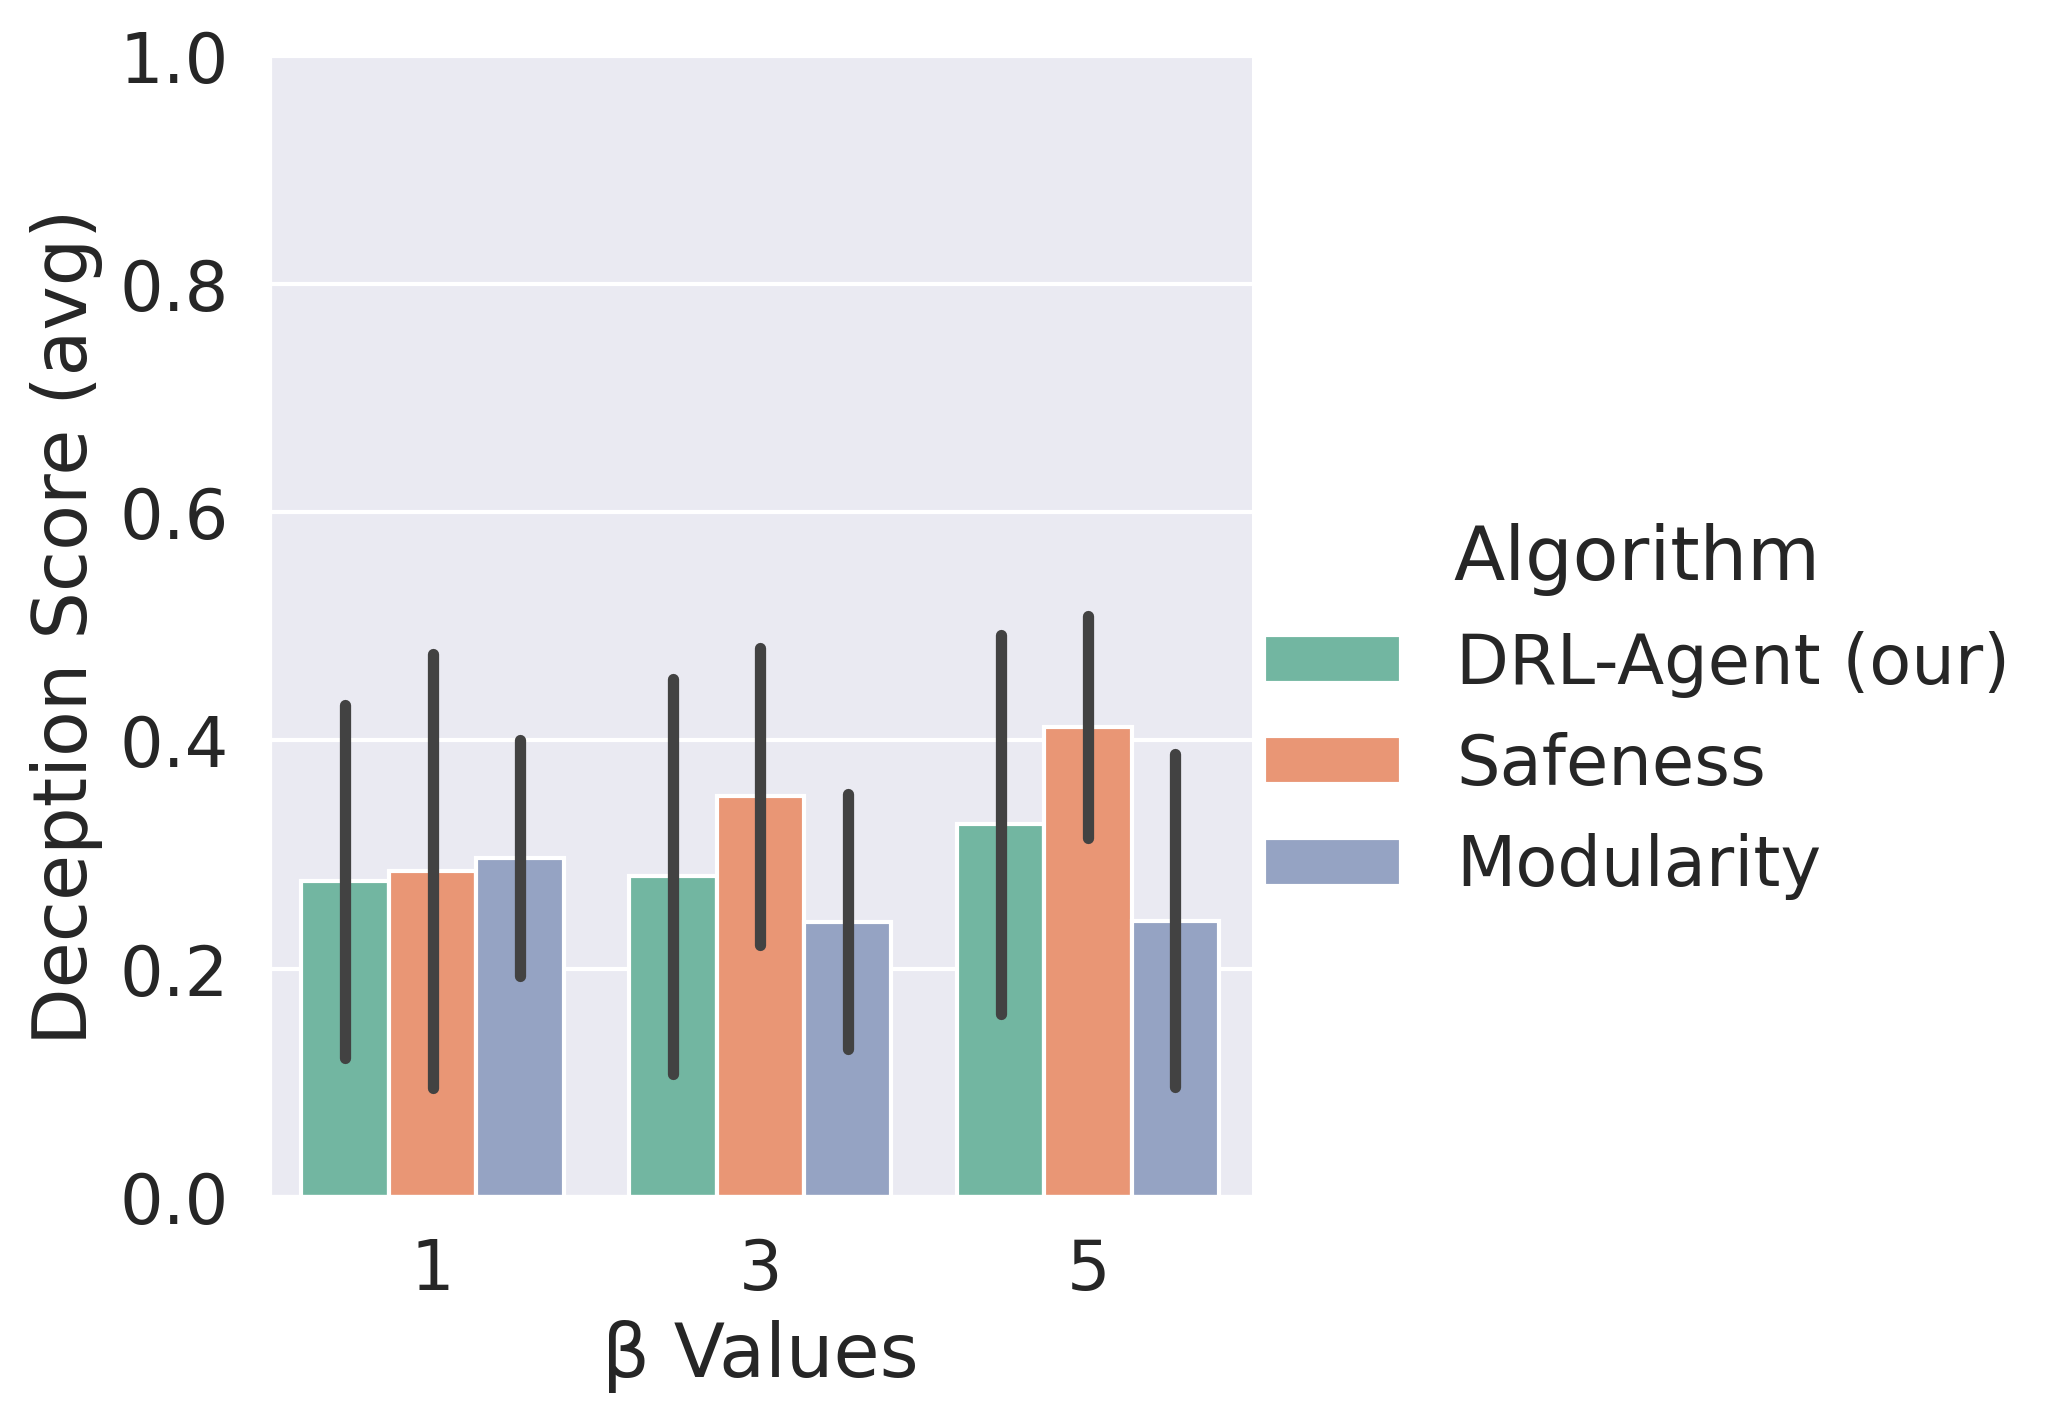 1.0
0.8
0.6
0.4
0.2
0.0
Deception Score (avg)
1 3 5
β Values
Algorithm
DRL-Agent (our)
Safeness
Modularity